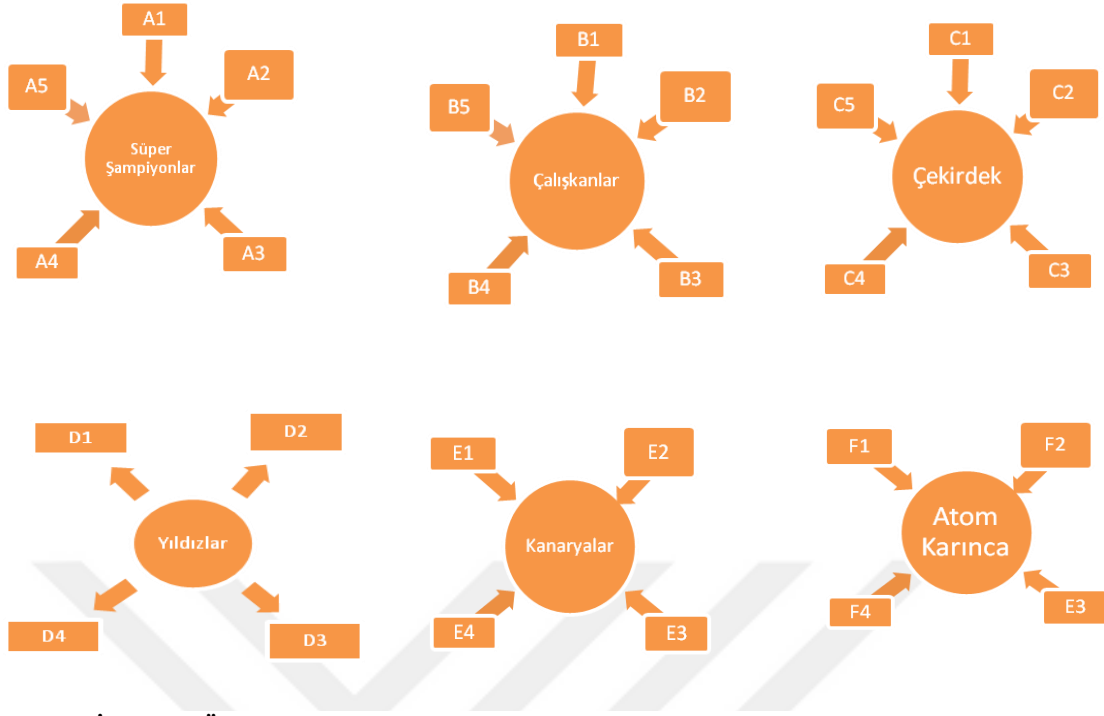 A1
A2
A5
Süper
Şampiyonlar
A4
A3
B1
B2
B5
Çalışkanlar
B4
B3
C1
C2
C5
Çekirdek
C4
C3
D1
D2
Yıldızlar
D4
D3
E1
E2
Kanaryalar
E4
E3
F1
F2
Atom
Karınca
F4
E3